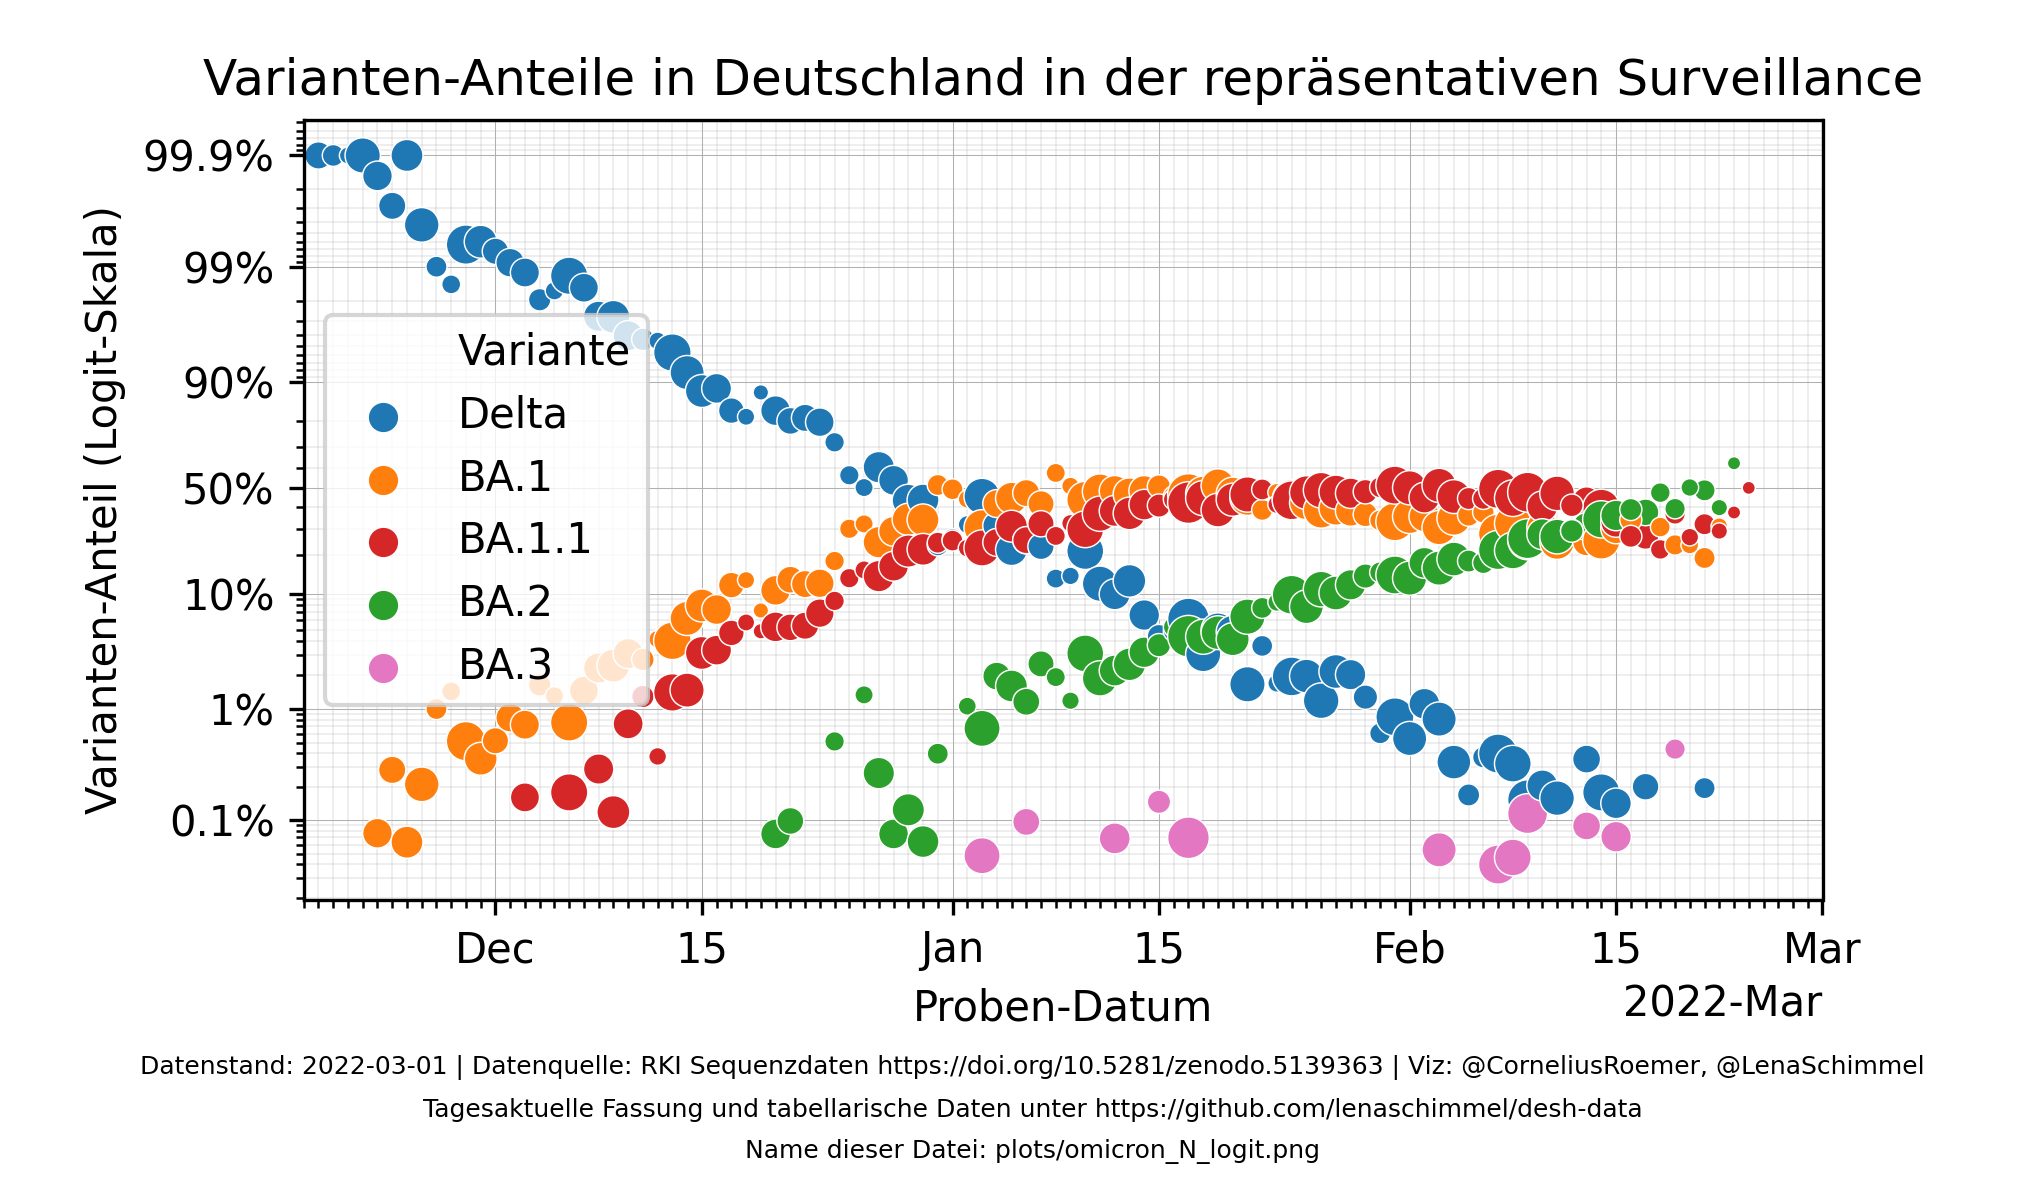 Varianten-Anteile in Deutschland in der repräsentativen Surveillance
Varianten-Anteil (Logit-Skala)
99.9%
99%
90%
50%
10%
1%
0.1%
Variante
Delta
BA.1
BA.1.1
BA.2
BA.3
Dec 15 Jan 15 Feb 15 Mar
Proben-Datum
2022-Mar
Datenstand: 2022-03-01 | Datenquelle: RKI Sequenzdaten https://doi.org/10.5281/zenodo.5139363 | Viz: @CorneliusRoemer, @LenaSchimmel
Tagesaktuelle Fassung und tabellarische Daten unter https://github.com/lenaschimmel/desh-data
Name dieser Datei: plots/omicron_N_logit.png